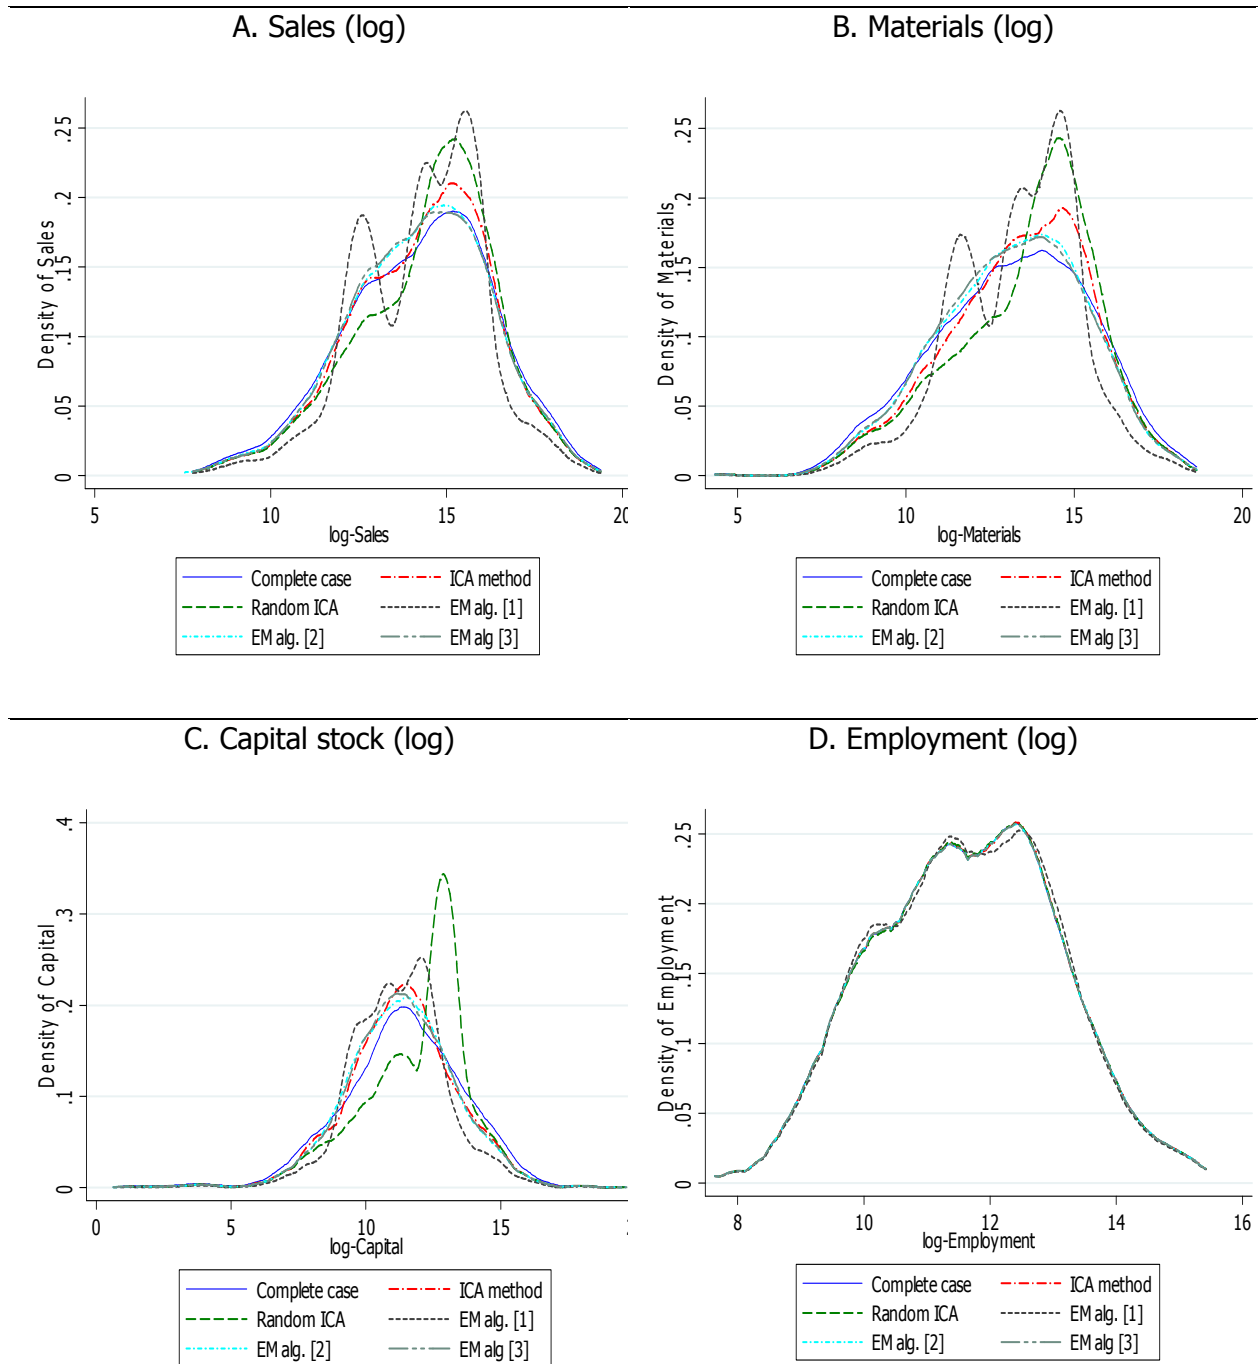 A. Sales (log)
B. Materials (log)
Density of Sales
0 .05 .1 .15 .2 .25
5 10 15 20
log-Sales
Complete case ICA method
Random ICA EM alg. [1]
EM alg. [2] EM alg [3]
Density of Materials
0 .05 .1 .15 .2 .25
5 10 15 20
log-Materials
Complete case ICA method
Random ICA EM alg. [1]
EM alg. [2] EM alg [3]
C. Capital stock (log)
D. Employment (log)
Density of Capital
0 .1 .2 .3 .4
0 5 10 15
log-Capital
Complete case ICA method
Random ICA EM alg. [1]
EM alg. [2] EM alg [3]
Density of Employment
0 .05 .1 .15 .2 .25
8 10 12 14 16
log-Employment
Complete case ICA method
Random ICA EM alg. [1]
EM alg. [2] EM alg [3]